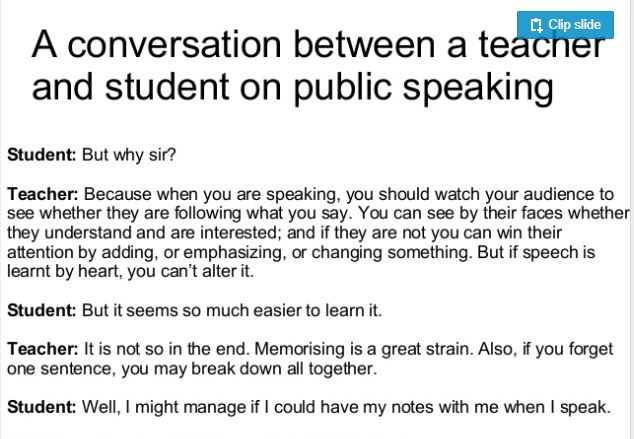 Clip slide
A conversation between a teacher
and student on public speaking
Student: But why sir?
Teacher: Because when you are speaking, you should watch your audience to
see whether they are following what you say. You can see by their faces whether
they understand and are interested; and if they are not you can win their
attention by adding, or emphasizing, or changing something. But if speech is
learnt by heart, you can’t alter it.
Student: But it seems so much easier to learn it.
Teacher: It is not so in the end. Memorising is a great strain. Also, if you forget
one sentence, you may break down all together.
Student: Well, I might manage if I could have my notes with me when I speak.